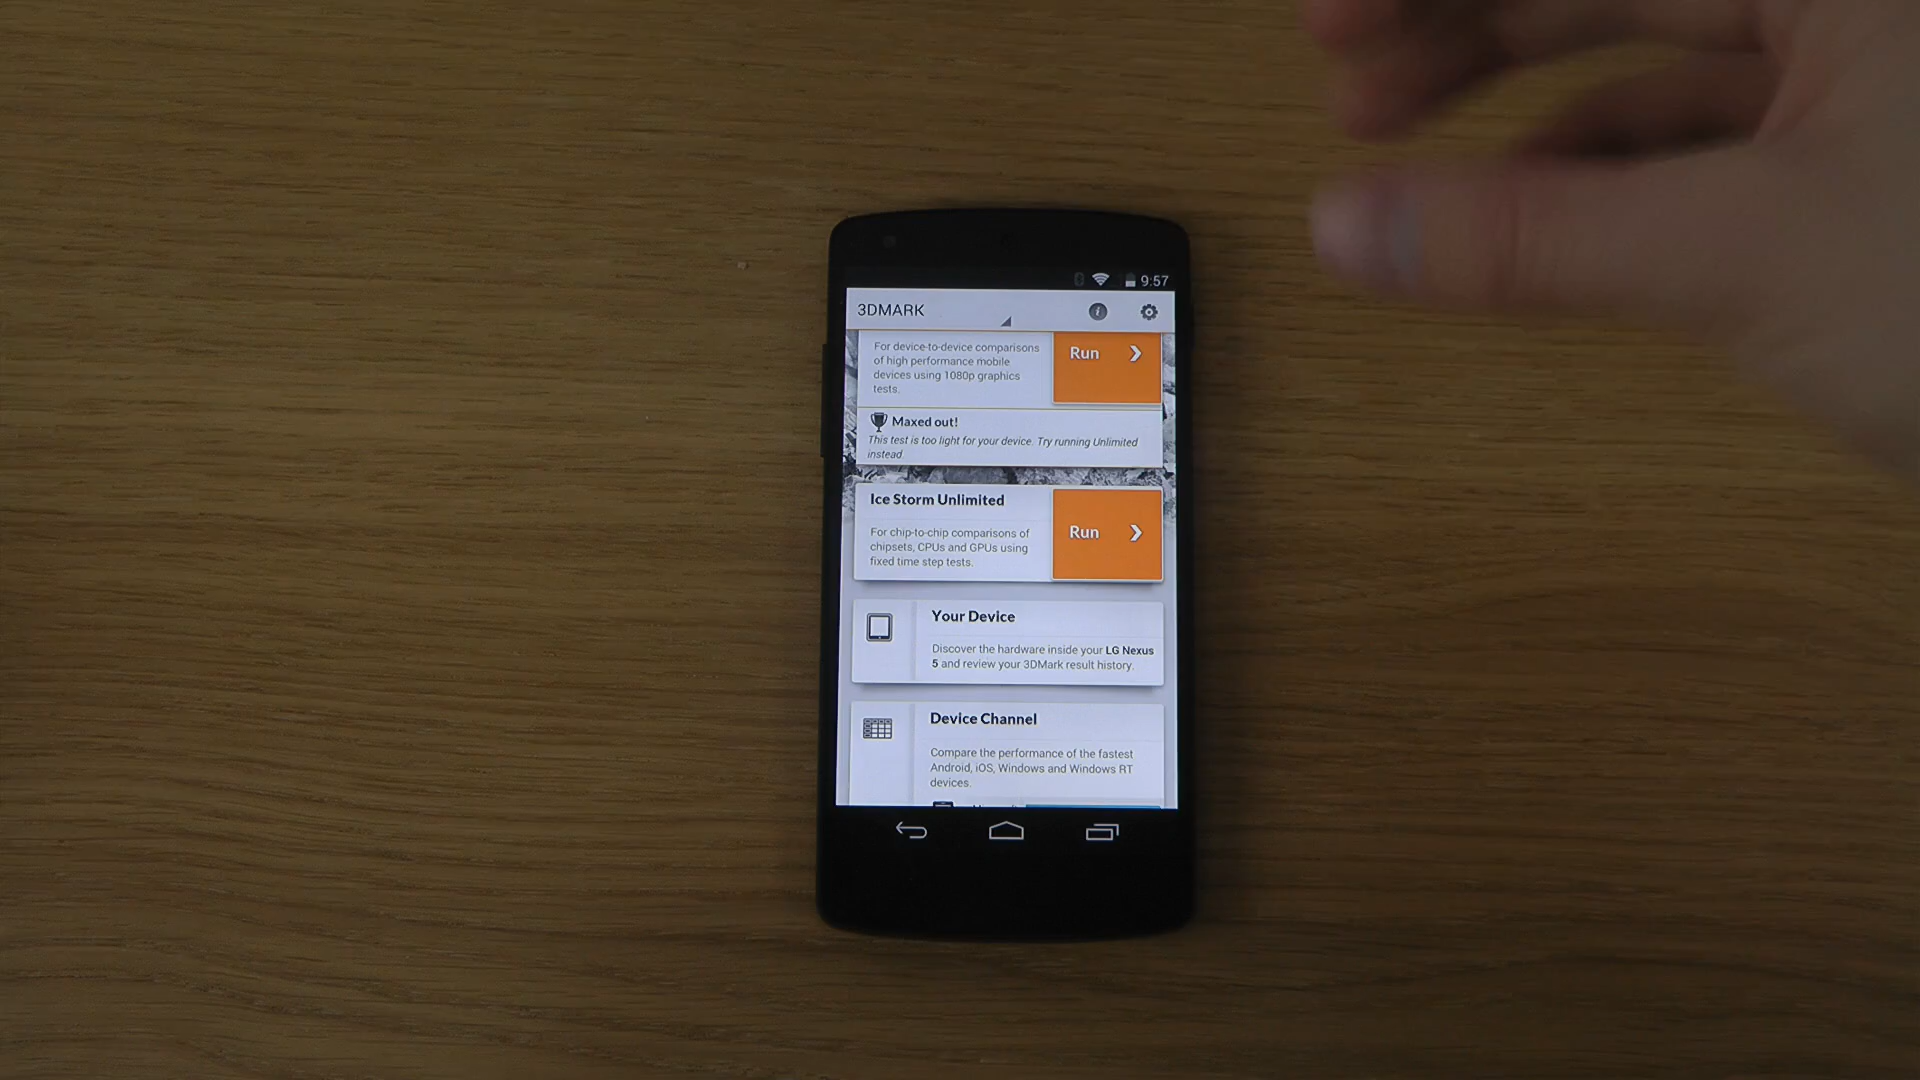 9:57
3DMARK
For device-to-device comparisons
of high performance mobile
devices using 1080p graphics
tests.
Run
Maxed out!
This test is too light for your device. Try running Unlimited
instead.
Ice Storm Unlimited
For chip-to-chip comparisons of
chipsets, CPUs and GPUs using
fixed time step tests.
Run
Your Device
Discover the hardware inside your LG Nexus
5 and review your 3DMark result history.
Device Channel
Compare the performance of the fastest
Android, iOS, Windows and Windows RT
devices.